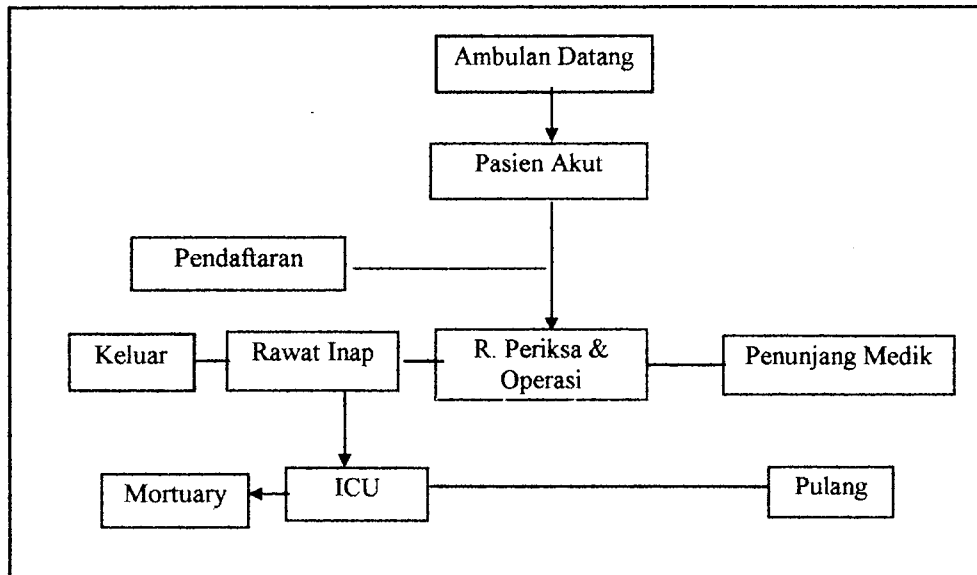 Ambulan Datang
Pasien Akut
Pendaftaran
Keluar
Rawat Inap
R. Periksa &
Operasi
Penunjang Medik
Mortuary
ICU
Pulang